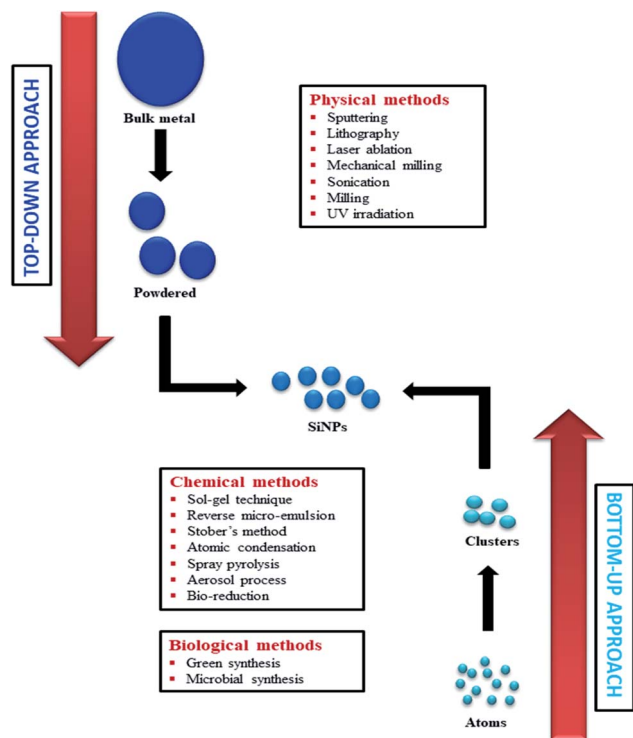 TOP-DOWN APPROACH
Bulk metal
Powdered
Physical methods
Sputtering
Lithography
Laser ablation
Mechanical milling
Sonication
Milling
UV irradiation
SiNPs
Chemical methods
Sol-gel technique
Reverse micro-emulsion
Stober's method
Atomic condensation
Spray pyrolysis
Aerosol process
Bio-reduction
Biological methods
Green synthesis
Microbial synthesis
Clusters
Atoms
BOTTOM-UP APPROACH